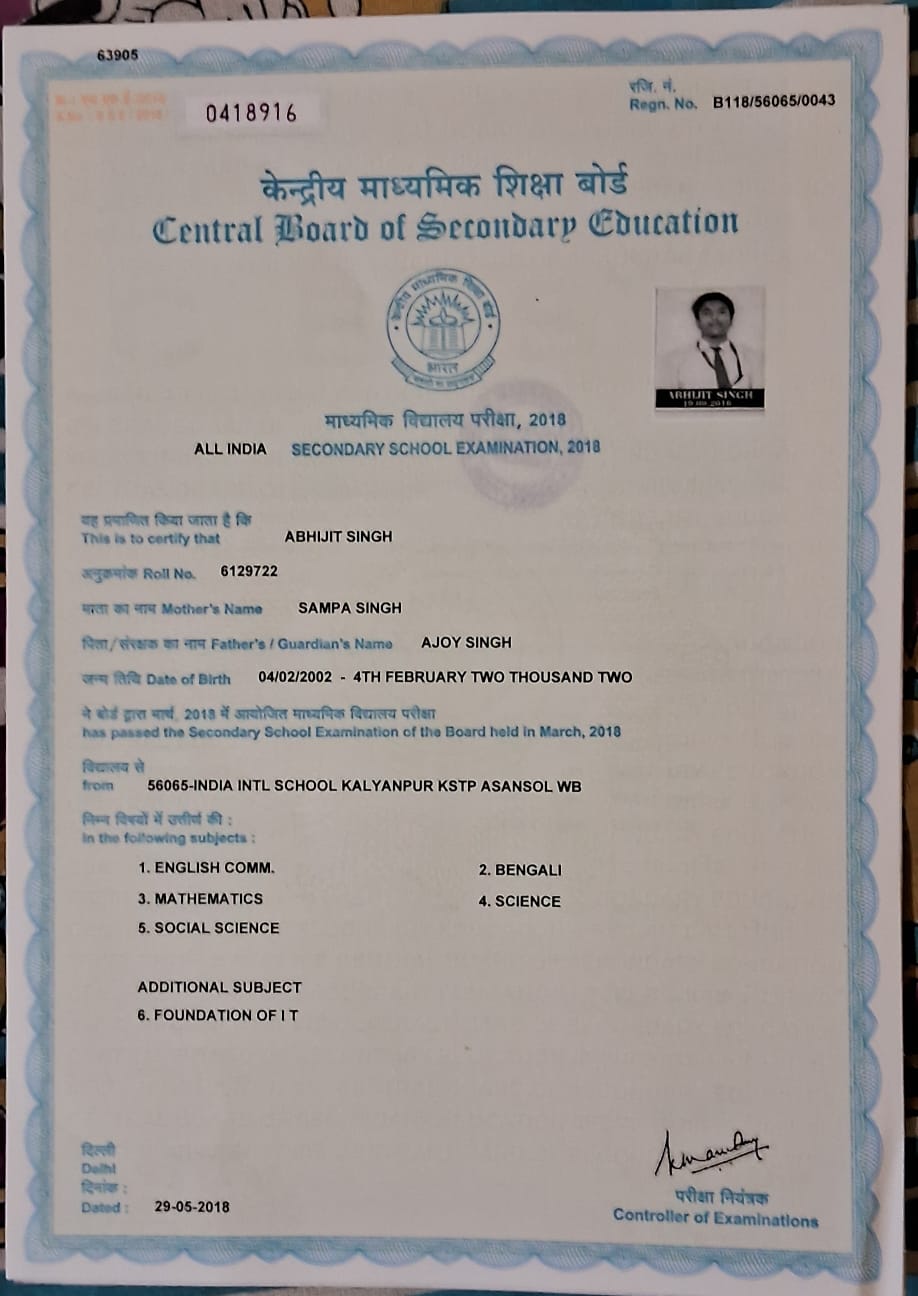 63905
0418916
रजि. नं.
Regn. No. B118/56065/0043
केन्द्रीय माध्यमिक शिक्षा बोर्ड
Central Board of Secondary Education
केन्द्रीय माध्यमिक शिक्षा बोर्ड
भारत
ABHIJIT SINGH
माध्यमिक विद्यालय परीक्षा, 2018
ALL INDIA SECONDARY SCHOOL EXAMINATION, 2018
यह प्रमाणित किया जाता है कि
This is to certify that ABHIJIT SINGH
अनुक्रमांक Roll No. 6129722
माता का नाम Mother's Name SAMPA SINGH
पिता/संरक्षक का नाम Father's / Guardian's Name AJOY SINGH
जन्म तिथि Date of Birth 04/02/2002 - 4TH FEBRUARY TWO THOUSAND TWO
ने बोर्ड द्वारा मार्च, 2018 में आयोजित माध्यमिक विद्यालय परीक्षा
has passed the Secondary School Examination of the Board held in March, 2018
विद्यालय से
from 56065-INDIA INTL SCHOOL KALYANPUR KSTP ASANSOL WB
निम्न विषयों में उत्तीर्ण की :
in the following subjects :
1. ENGLISH COMM. 2. BENGALI
3. MATHEMATICS 4. SCIENCE
5. SOCIAL SCIENCE
ADDITIONAL SUBJECT
6. FOUNDATION OF I T
दिल्ली
Delhi
दिनांक :
Dated : 29-05-2018
परीक्षा नियंत्रक
Controller of Examinations